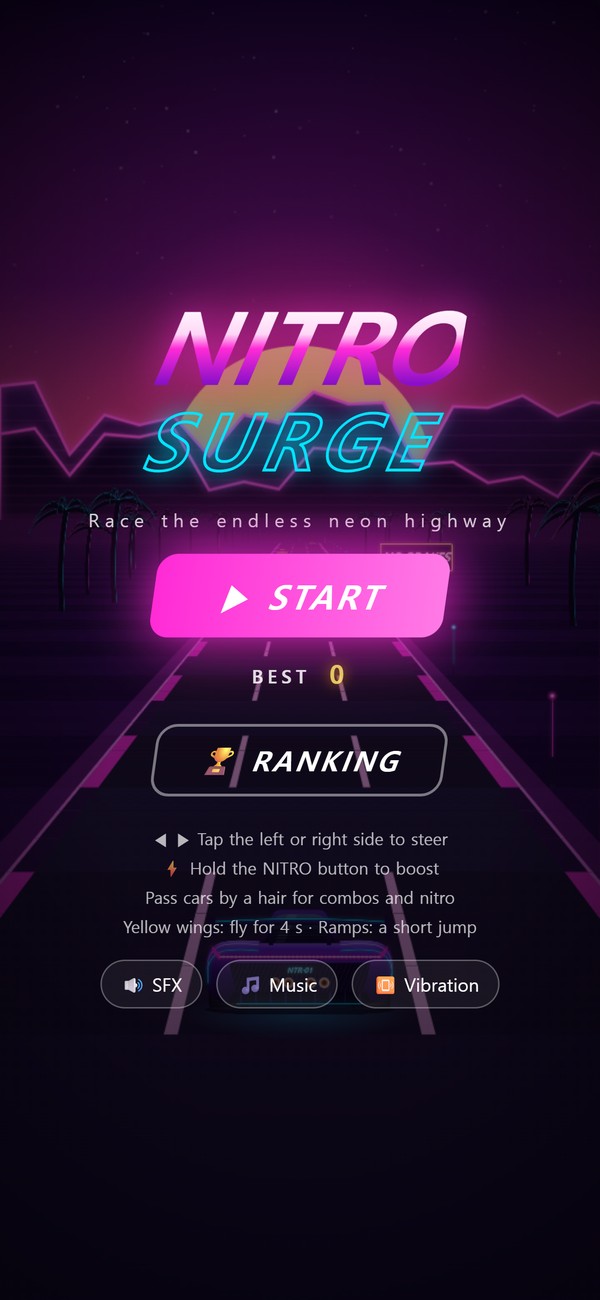 NITRO
SURGE
Race the endless neon highway
▶ START
BEST 0
🏆 RANKING
◀ ▶ Tap the left or right side to steer
⚡ Hold the NITRO button to boost
Pass cars by a hair for combos and nitro
Yellow wings: fly for 4 s · Ramps: a short jump
NTR-01
🔊 SFX
🎵 Music
📳 Vibration